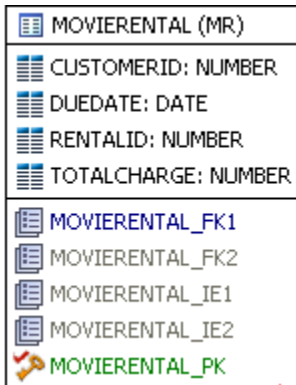 MOVIERENTAL (MR)
CUSTOMERID: NUMBER
DUEDATE: DATE
RENTALID: NUMBER
TOTALCHARGE: NUMBER
MOVIERENTAL_FK1
MOVIERENTAL_FK2
MOVIERENTAL_IE1
MOVIERENTAL_IE2
MOVIERENTAL_PK